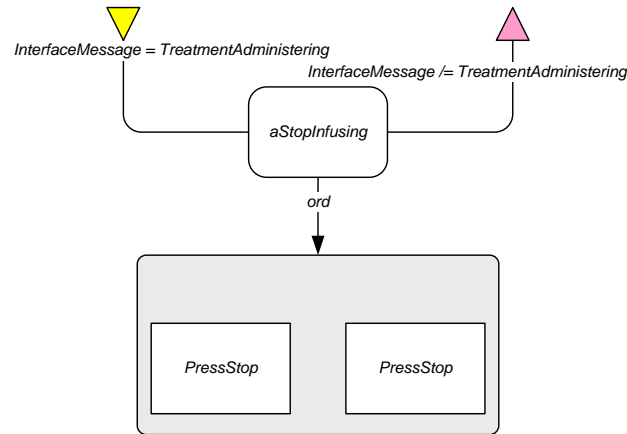 InterfaceMessage = TreatmentAdministering
InterfaceMessage /= TreatmentAdministering
aStopInfusing
ord
PressStop
PressStop